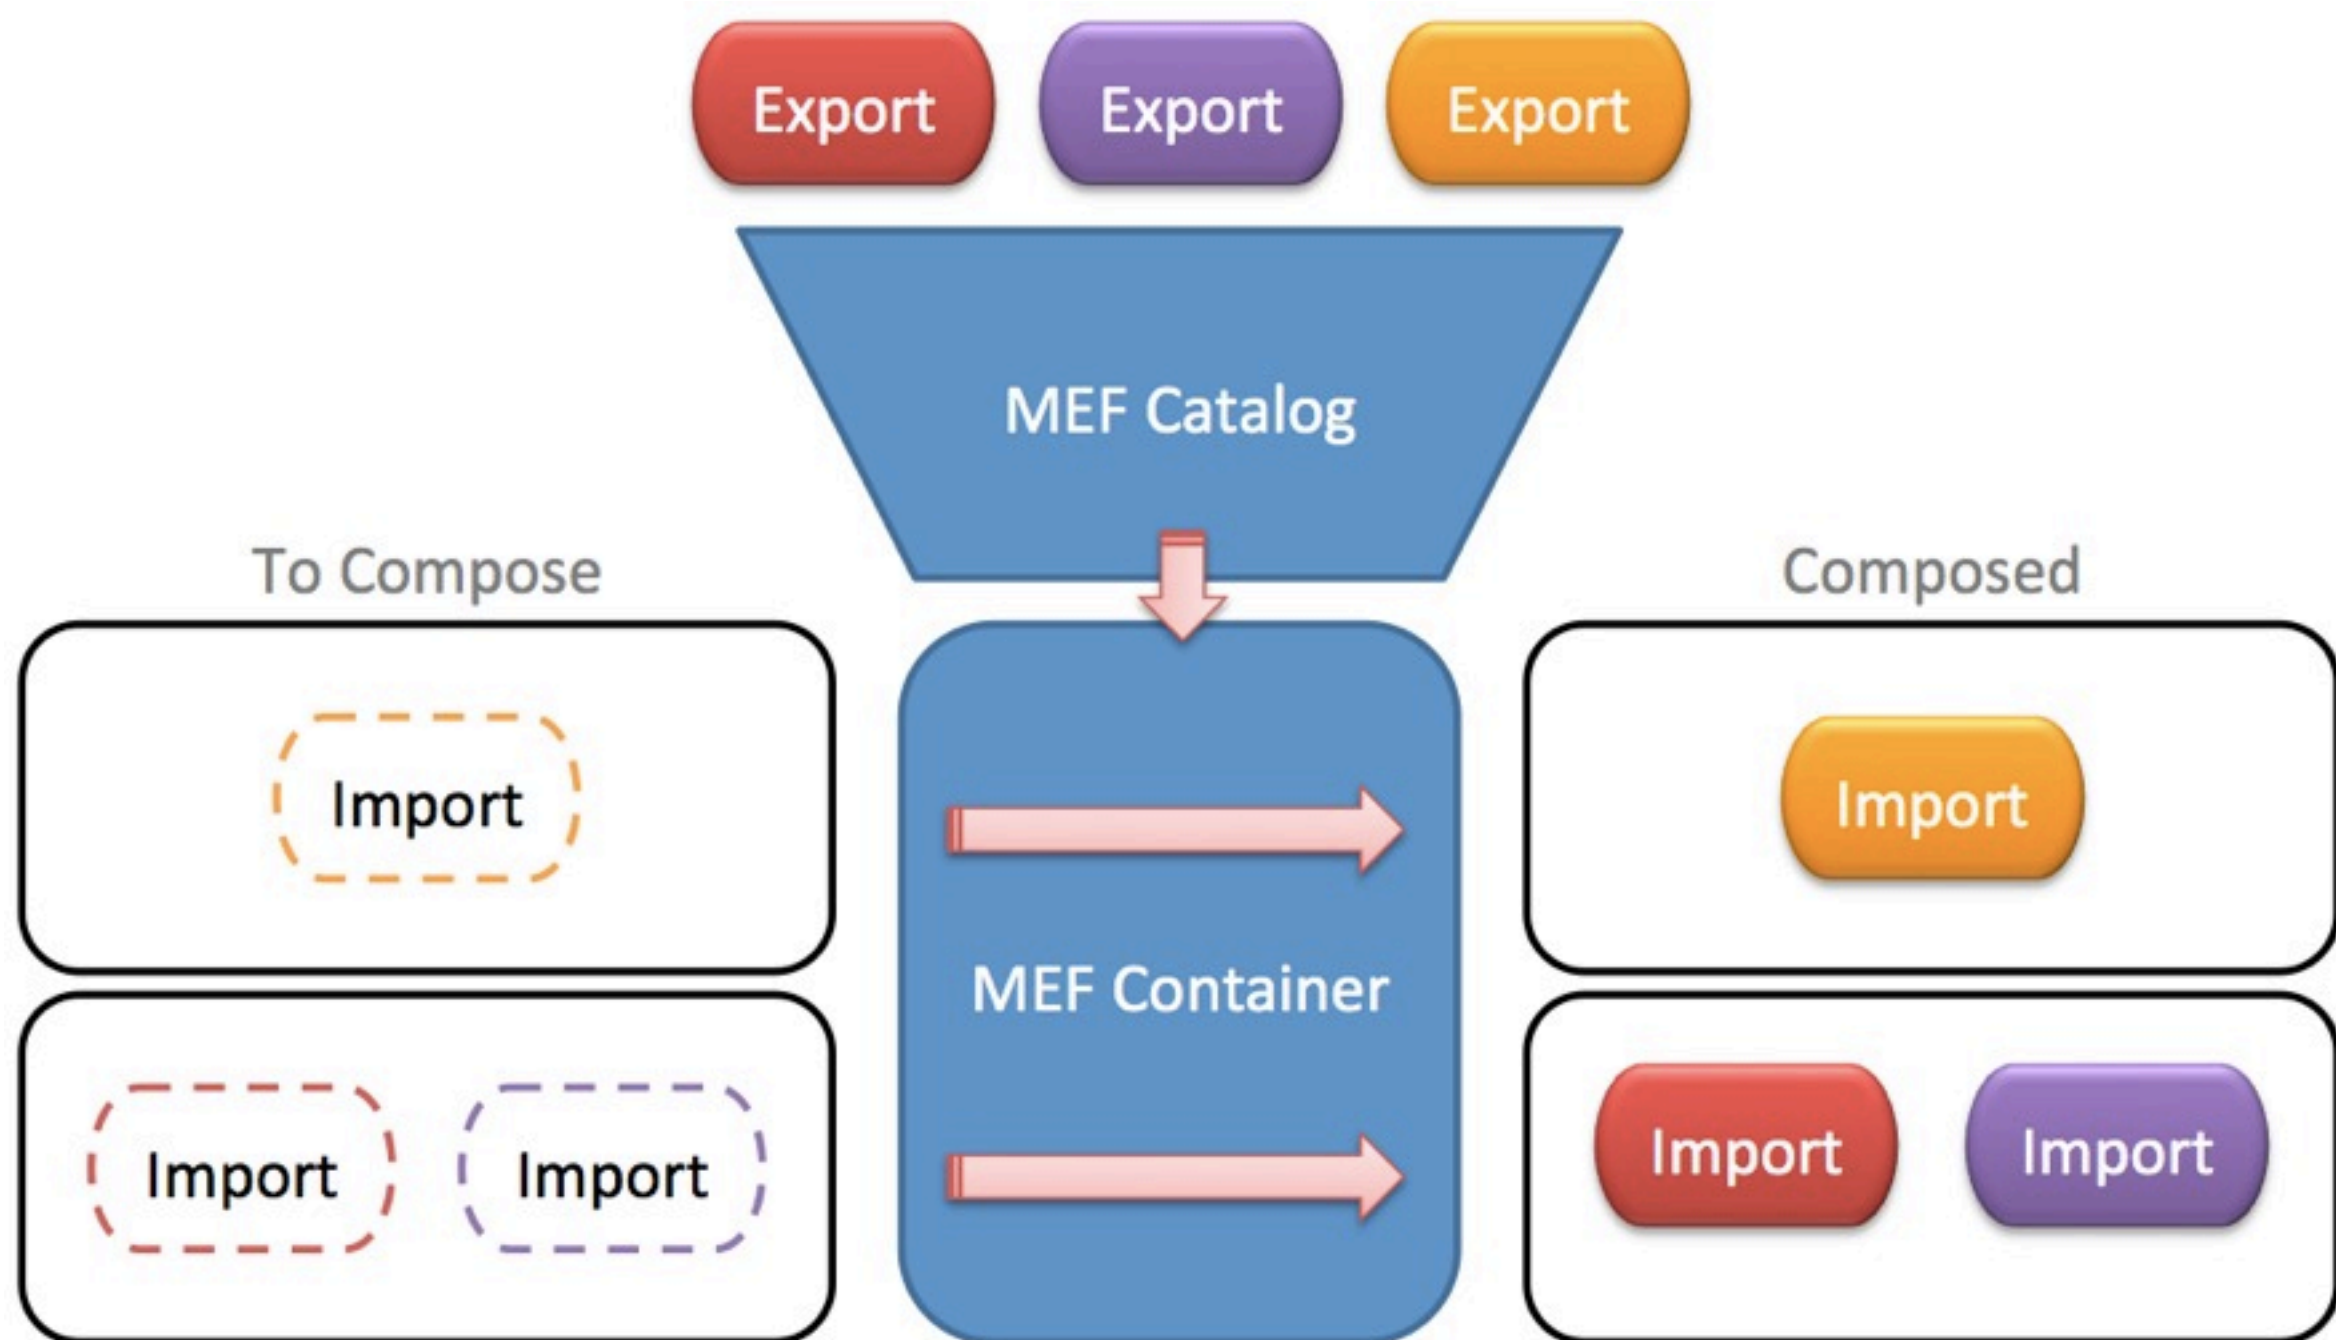 Export
Export
Export
MEF Catalog
To Compose
Composed
Import
Import
MEF Container
Import
Import
Import
Import